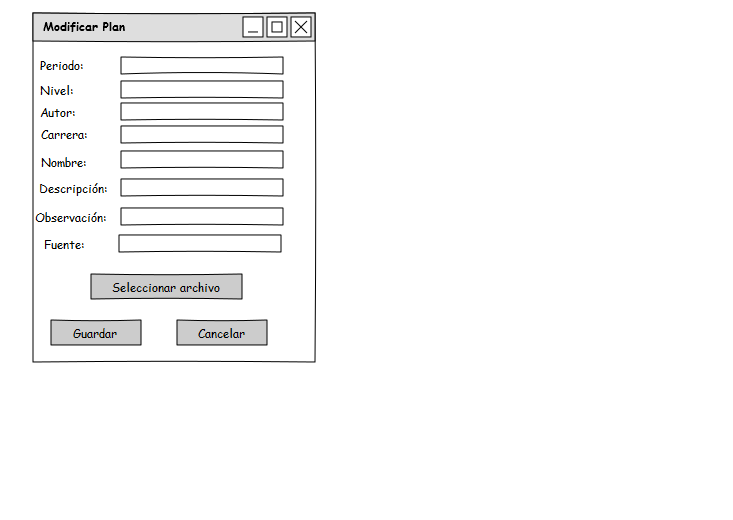 Modificar Plan
Periodo:
Nivel:
Autor:
Carrera:
Nombre:
Descripción:
Observación:
Fuente:
Seleccionar archivo
Guardar Cancelar